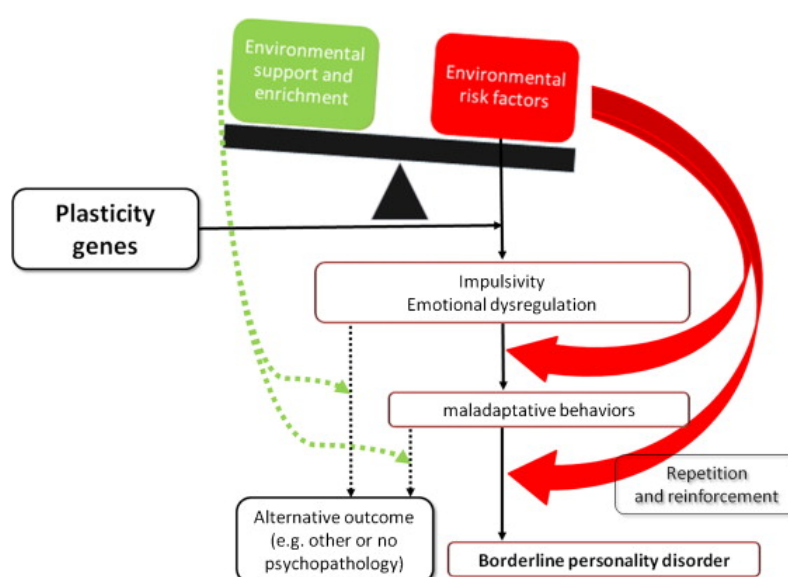 Environmental
support and
enrichment
Environmental
risk factors
Plasticity
genes
Impulsivity
Emotional dysregulation
maladaptative behaviors
Repetition
and reinforcement
Alternative outcome
(e.g. other or no
psychopathology)
Borderline personality disorder